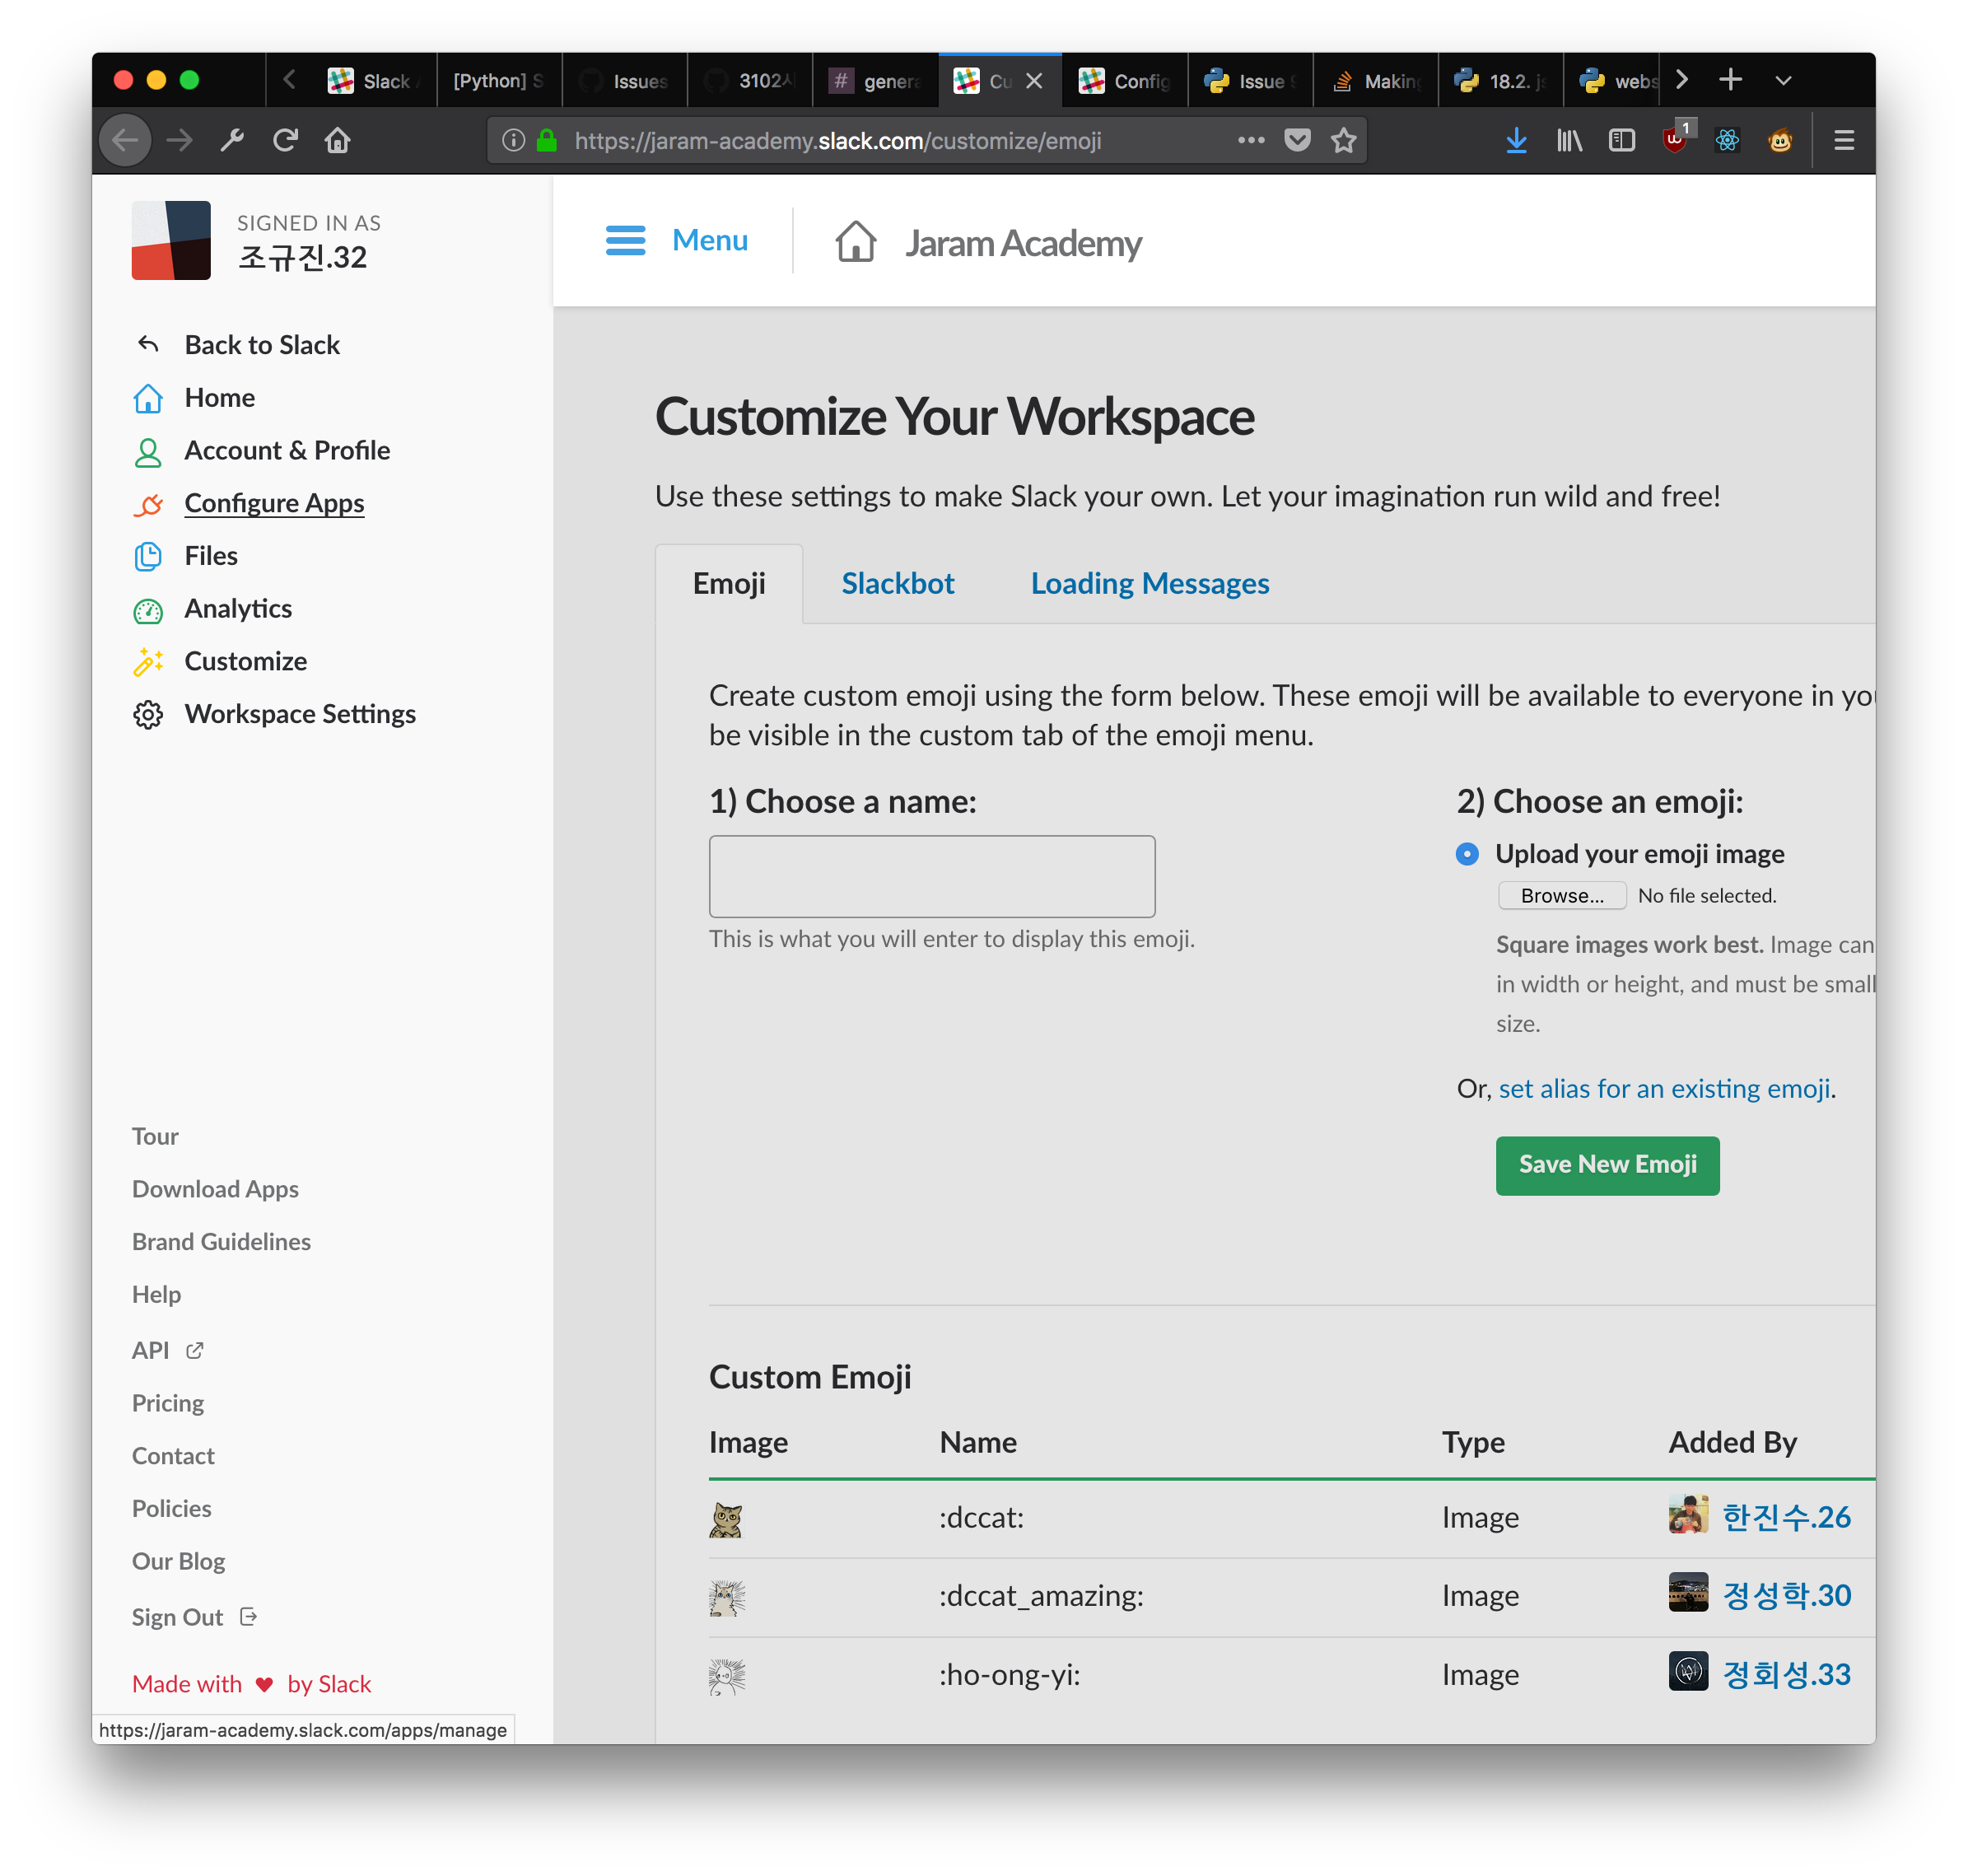 Slack
[Python] S
Issues
3102
# genera
Cu
Config
Issue
Making
18.2. js
webs
https://jaram-academy.slack.com/customize/emoji
1
SIGNED IN AS
조규진.32
Menu
Jaram Academy
Back to Slack
Home
Account & Profile
Configure Apps
Files
Analytics
Customize
Workspace Settings
Customize Your Workspace
Use these settings to make Slack your own. Let your imagination run wild and free!
Emoji
Slackbot
Loading Messages
Create custom emoji using the form below. These emoji will be available to everyone in you
be visible in the custom tab of the emoji menu.
1) Choose a name:
This is what you will enter to display this emoji.
2) Choose an emoji:
Upload your emoji image
Browse... No file selected.
Square images work best. Image can
in width or height, and must be small
size.
Or, set alias for an existing emoji.
Save New Emoji
Custom Emoji
Image Name Type Added By
:dccat: Image 한진수.26
:dccat_amazing: Image 정성학.30
:ho-ong-yi: Image 정회성.33
Tour
Download Apps
Brand Guidelines
Help
API
Pricing
Contact
Policies
Our Blog
Sign Out
Made with ♥ by Slack
https://jaram-academy.slack.com/apps/manage